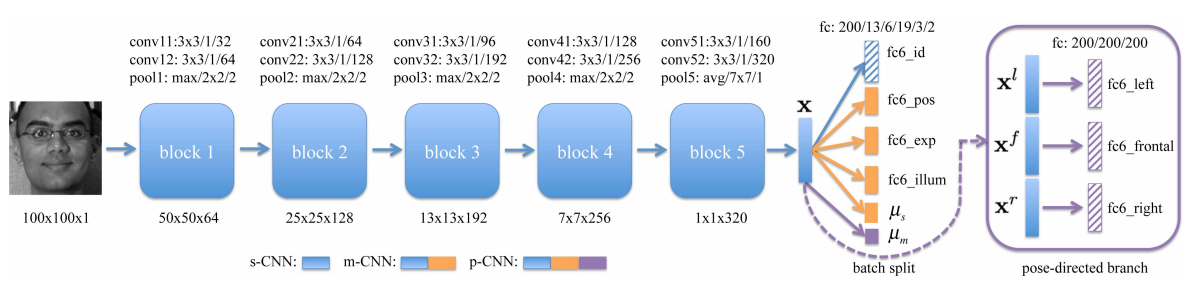 conv11:3x3/1/32
conv12: 3x3/1/64
pool1: max/2x2/2
conv21:3x3/1/64
conv22: 3x3/1/128
pool2: max/2x2/2
conv31:3x3/1/96
conv32: 3x3/1/192
pool3: max/2x2/2
conv41:3x3/1/128
conv42: 3x3/1/256
pool4: max/2x2/2
conv51:3x3/1/160
conv52: 3x3/1/320
pool5: avg/7x7/1
fc: 200/13/6/19/3/2
fc: 200/200/200
block 1
block 2
block 3
block 4
block 5
x
fc6_id
fc6_pos
fc6_exp
fc6_illum
μs
μm
x^l
fc6_left
x^f
fc6_frontal
x^r
fc6_right
100x100x1
50x50x64
25x25x128
13x13x192
7x7x256
1x1x320
s-CNN:
m-CNN:
p-CNN:
batch split
pose-directed branch